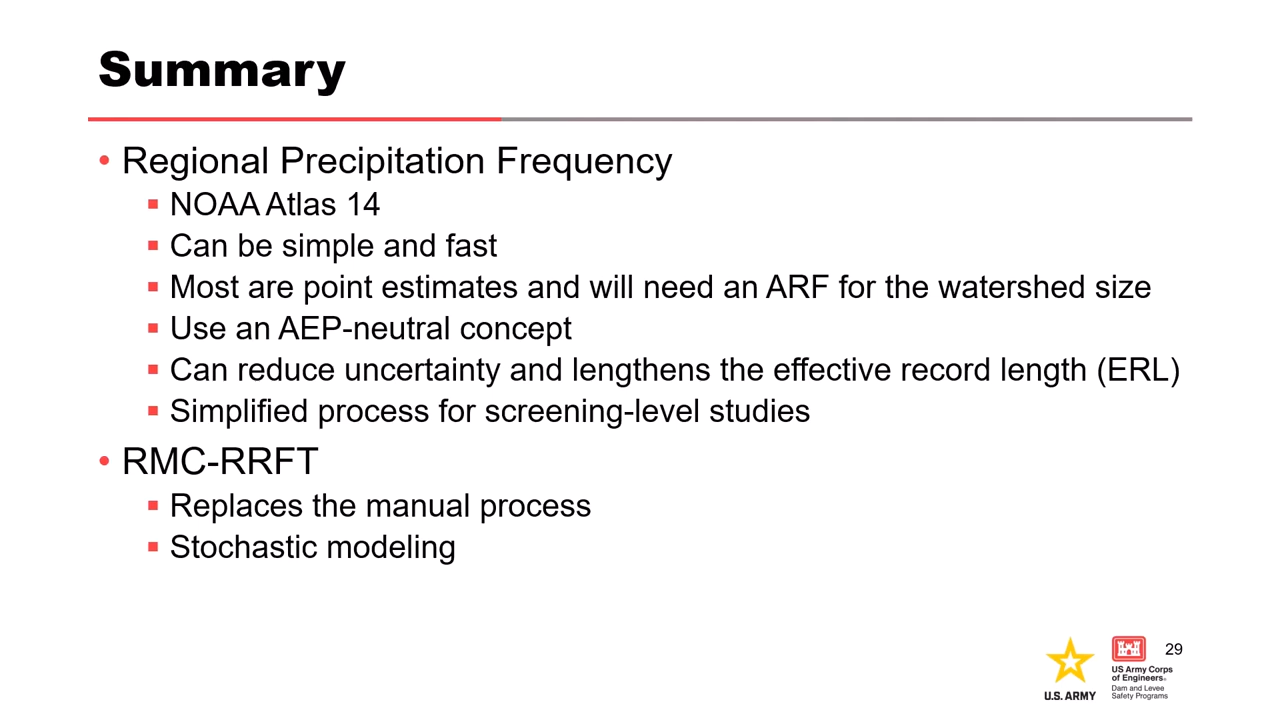 Summary
• Regional Precipitation Frequency
▪ NOAA Atlas 14
▪ Can be simple and fast
▪ Most are point estimates and will need an ARF for the watershed size
▪ Use an AEP-neutral concept
▪ Can reduce uncertainty and lengthens the effective record length (ERL)
▪ Simplified process for screening-level studies
• RMC-RRFT
▪ Replaces the manual process
▪ Stochastic modeling
29
U.S. ARMY
US Army Corps
of Engineers®
Dam and Levee
Safety Programs